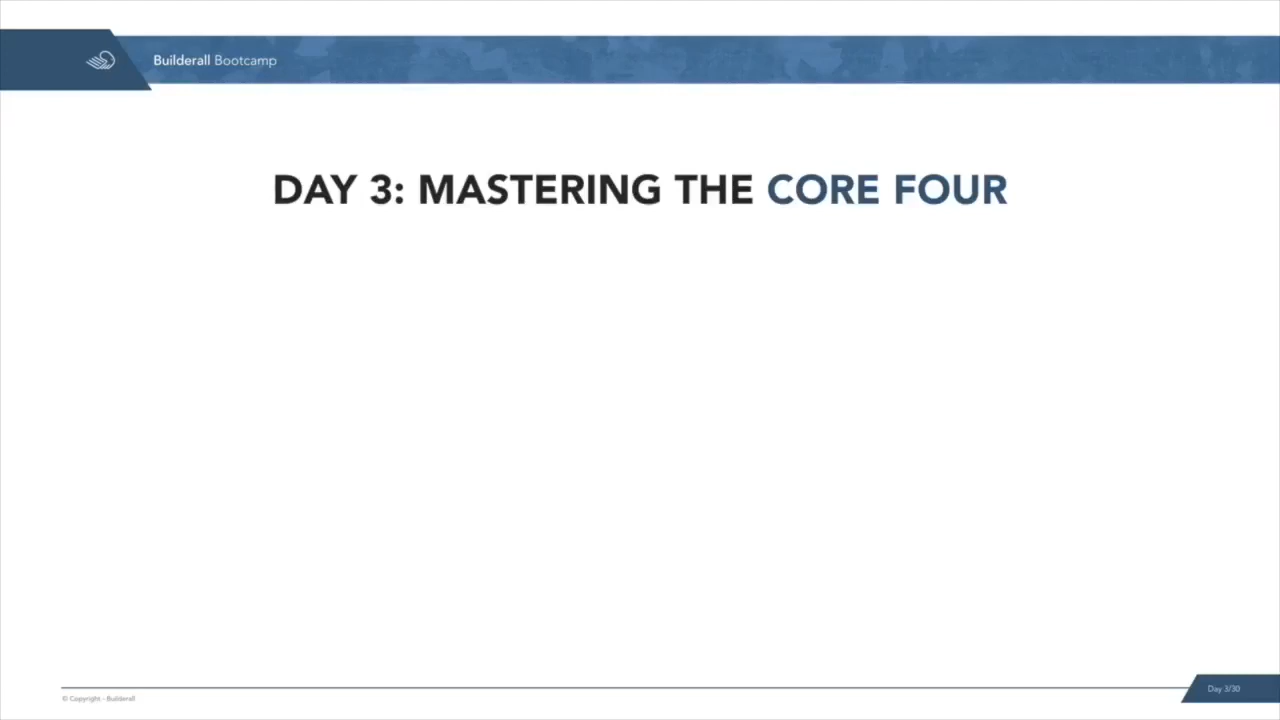 Builderall Bootcamp
DAY 3: MASTERING THE CORE FOUR
© Copyright - Builderall
Day 3/30